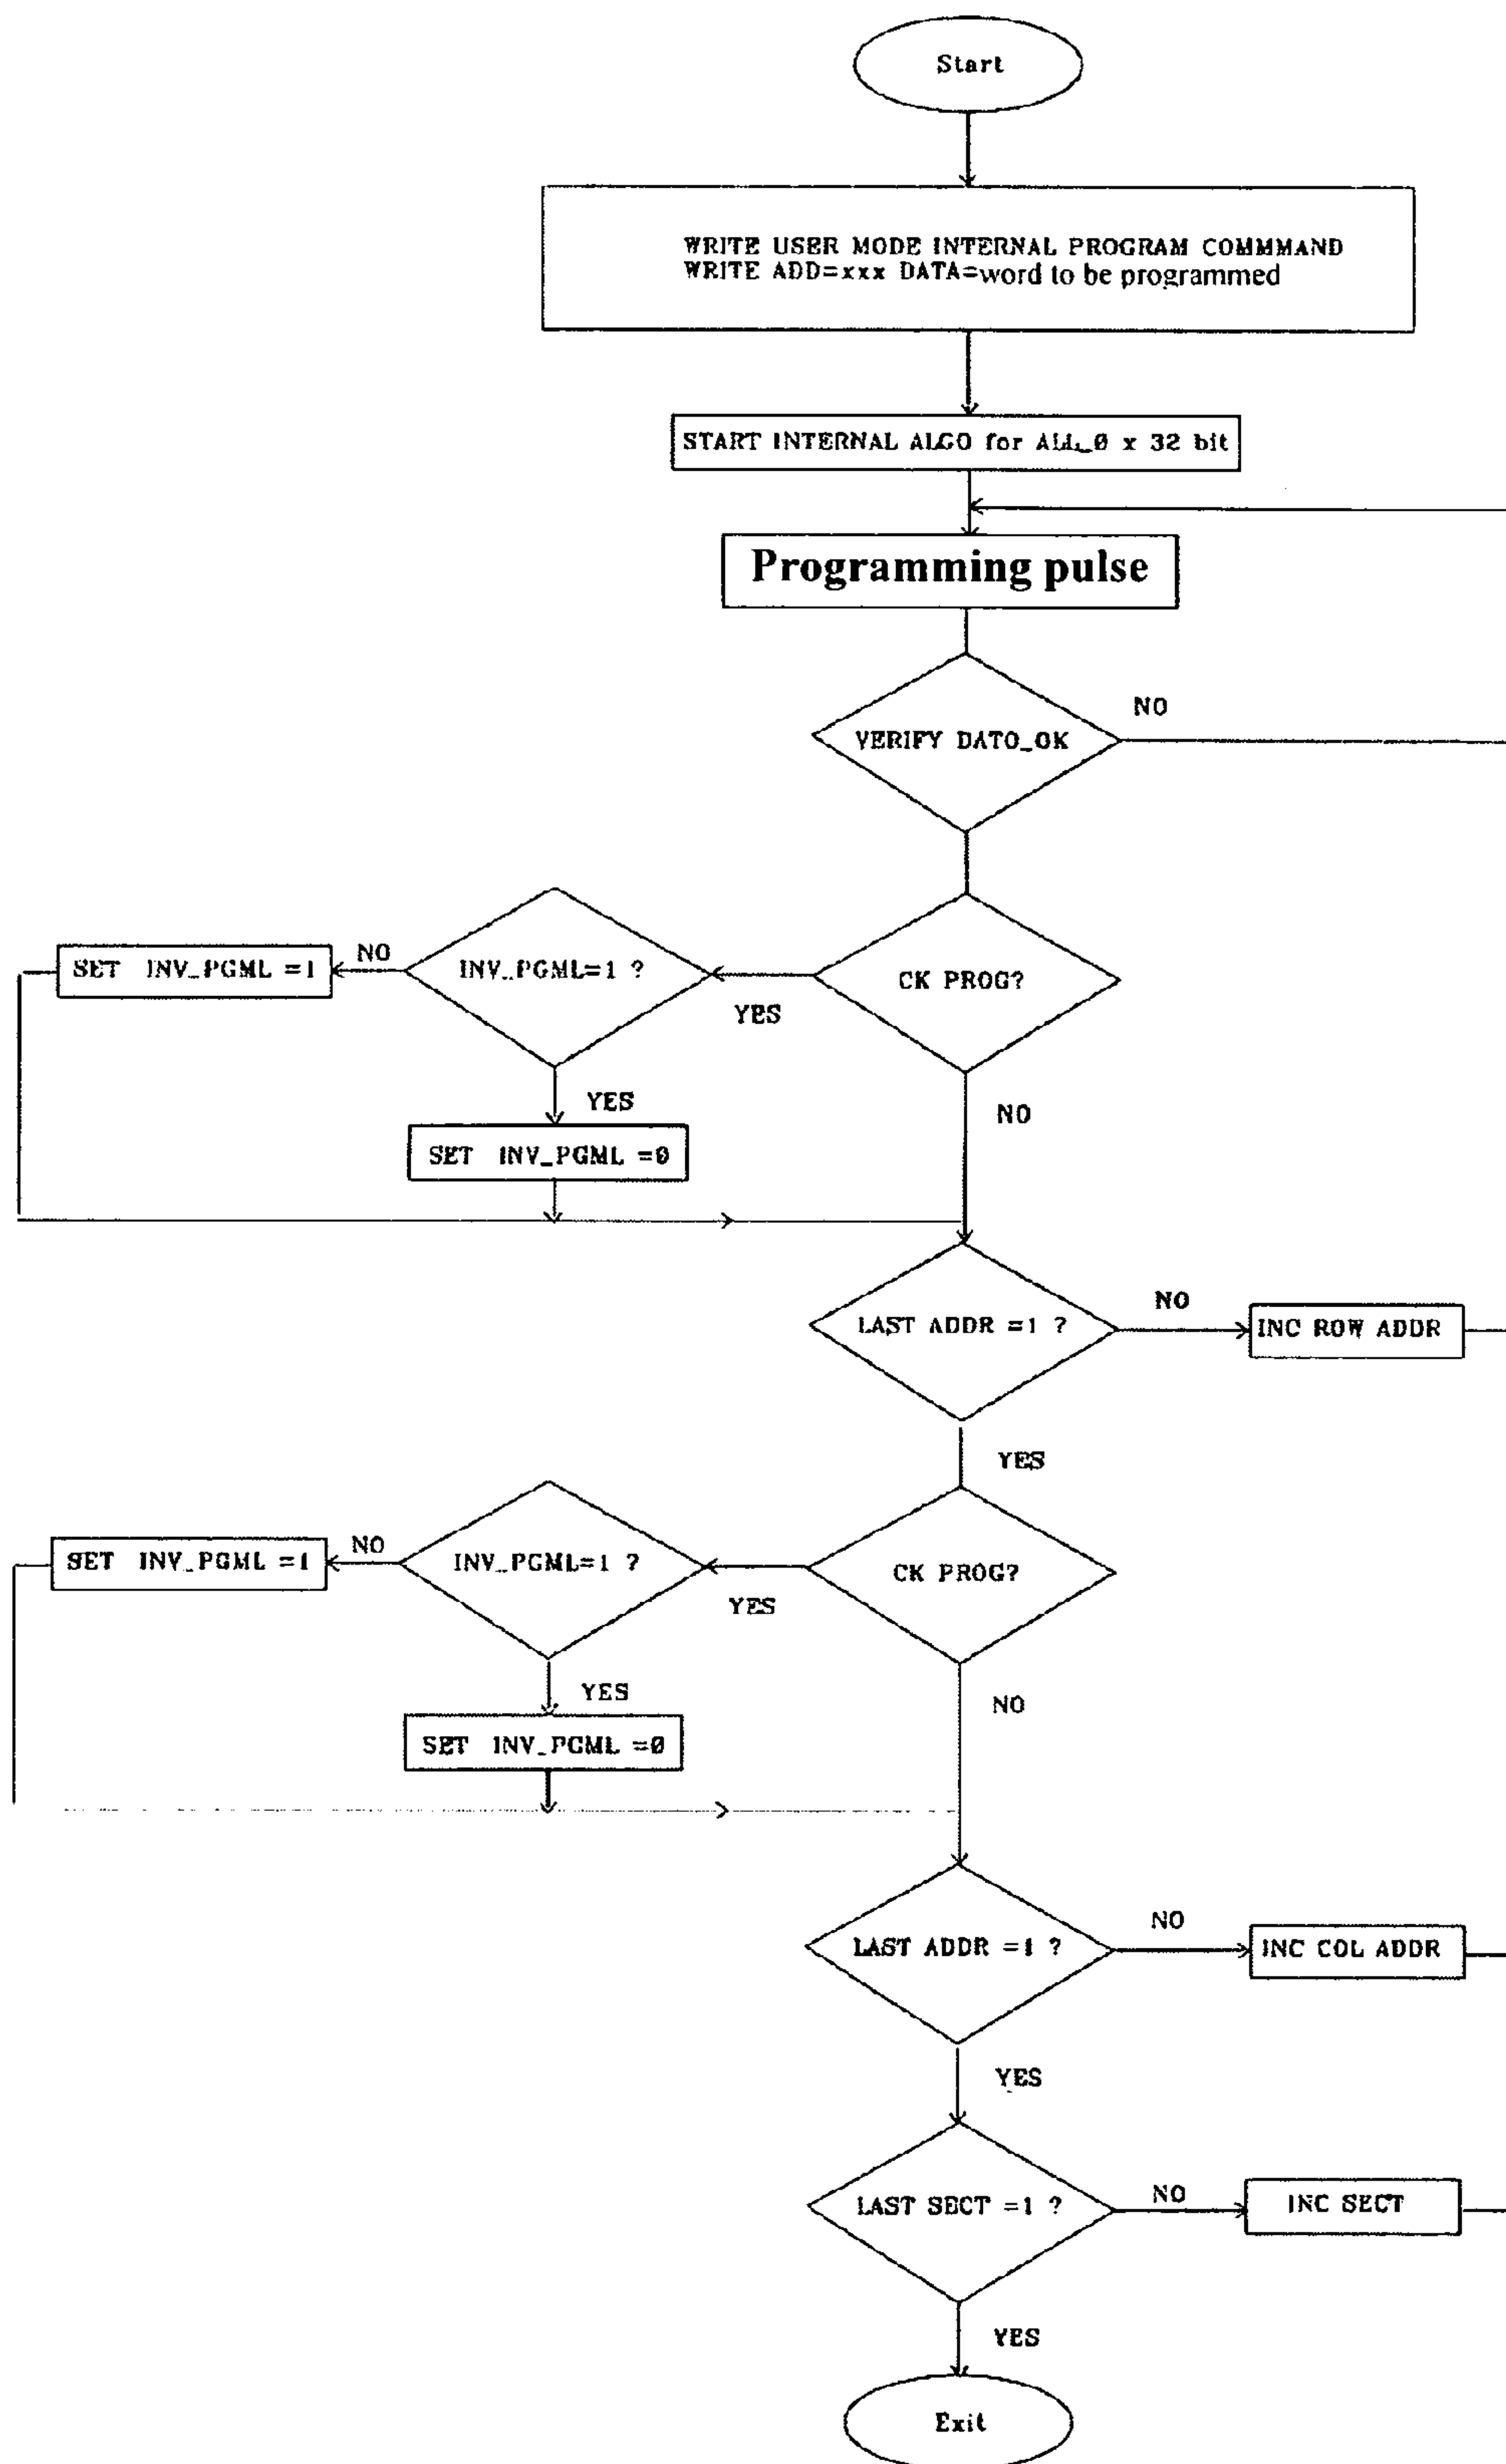 Start
WRITE USER MODE INTERNAL PROGRAM COMMMAND
WRITE ADD=xxx DATA=word to be programmed
START INTERNAL ALGO for ALL_0 x 32 bit
Programming pulse
VERIFY DATO_OK
NO
CK PROG?
YES
INV_PGML=1 ?
NO
SET INV_PGML =1
YES
SET INV_PGML =0
NO
LAST ADDR =1 ?
NO
INC ROW ADDR
YES
CK PROG?
YES
INV_PGML=1 ?
NO
SET INV_PGML =1
YES
SET INV_PGML =0
NO
LAST ADDR =1 ?
NO
INC COL ADDR
YES
LAST SECT =1 ?
NO
INC SECT
YES
Exit